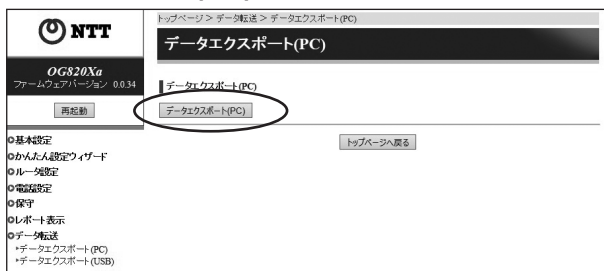 NTT
OG820Xa
ファームウェアバージョン 0.0.34
再起動
基本設定
かんたん設定ウィザード
ルータ設定
電話設定
保守
レポート表示
データ転送
データエクスポート(PC)
データエクスポート(USB)
トップページ > データ転送 > データエクスポート(PC)
データエクスポート(PC)
データエクスポート(PC)
データエクスポート(PC)
トップページへ戻る